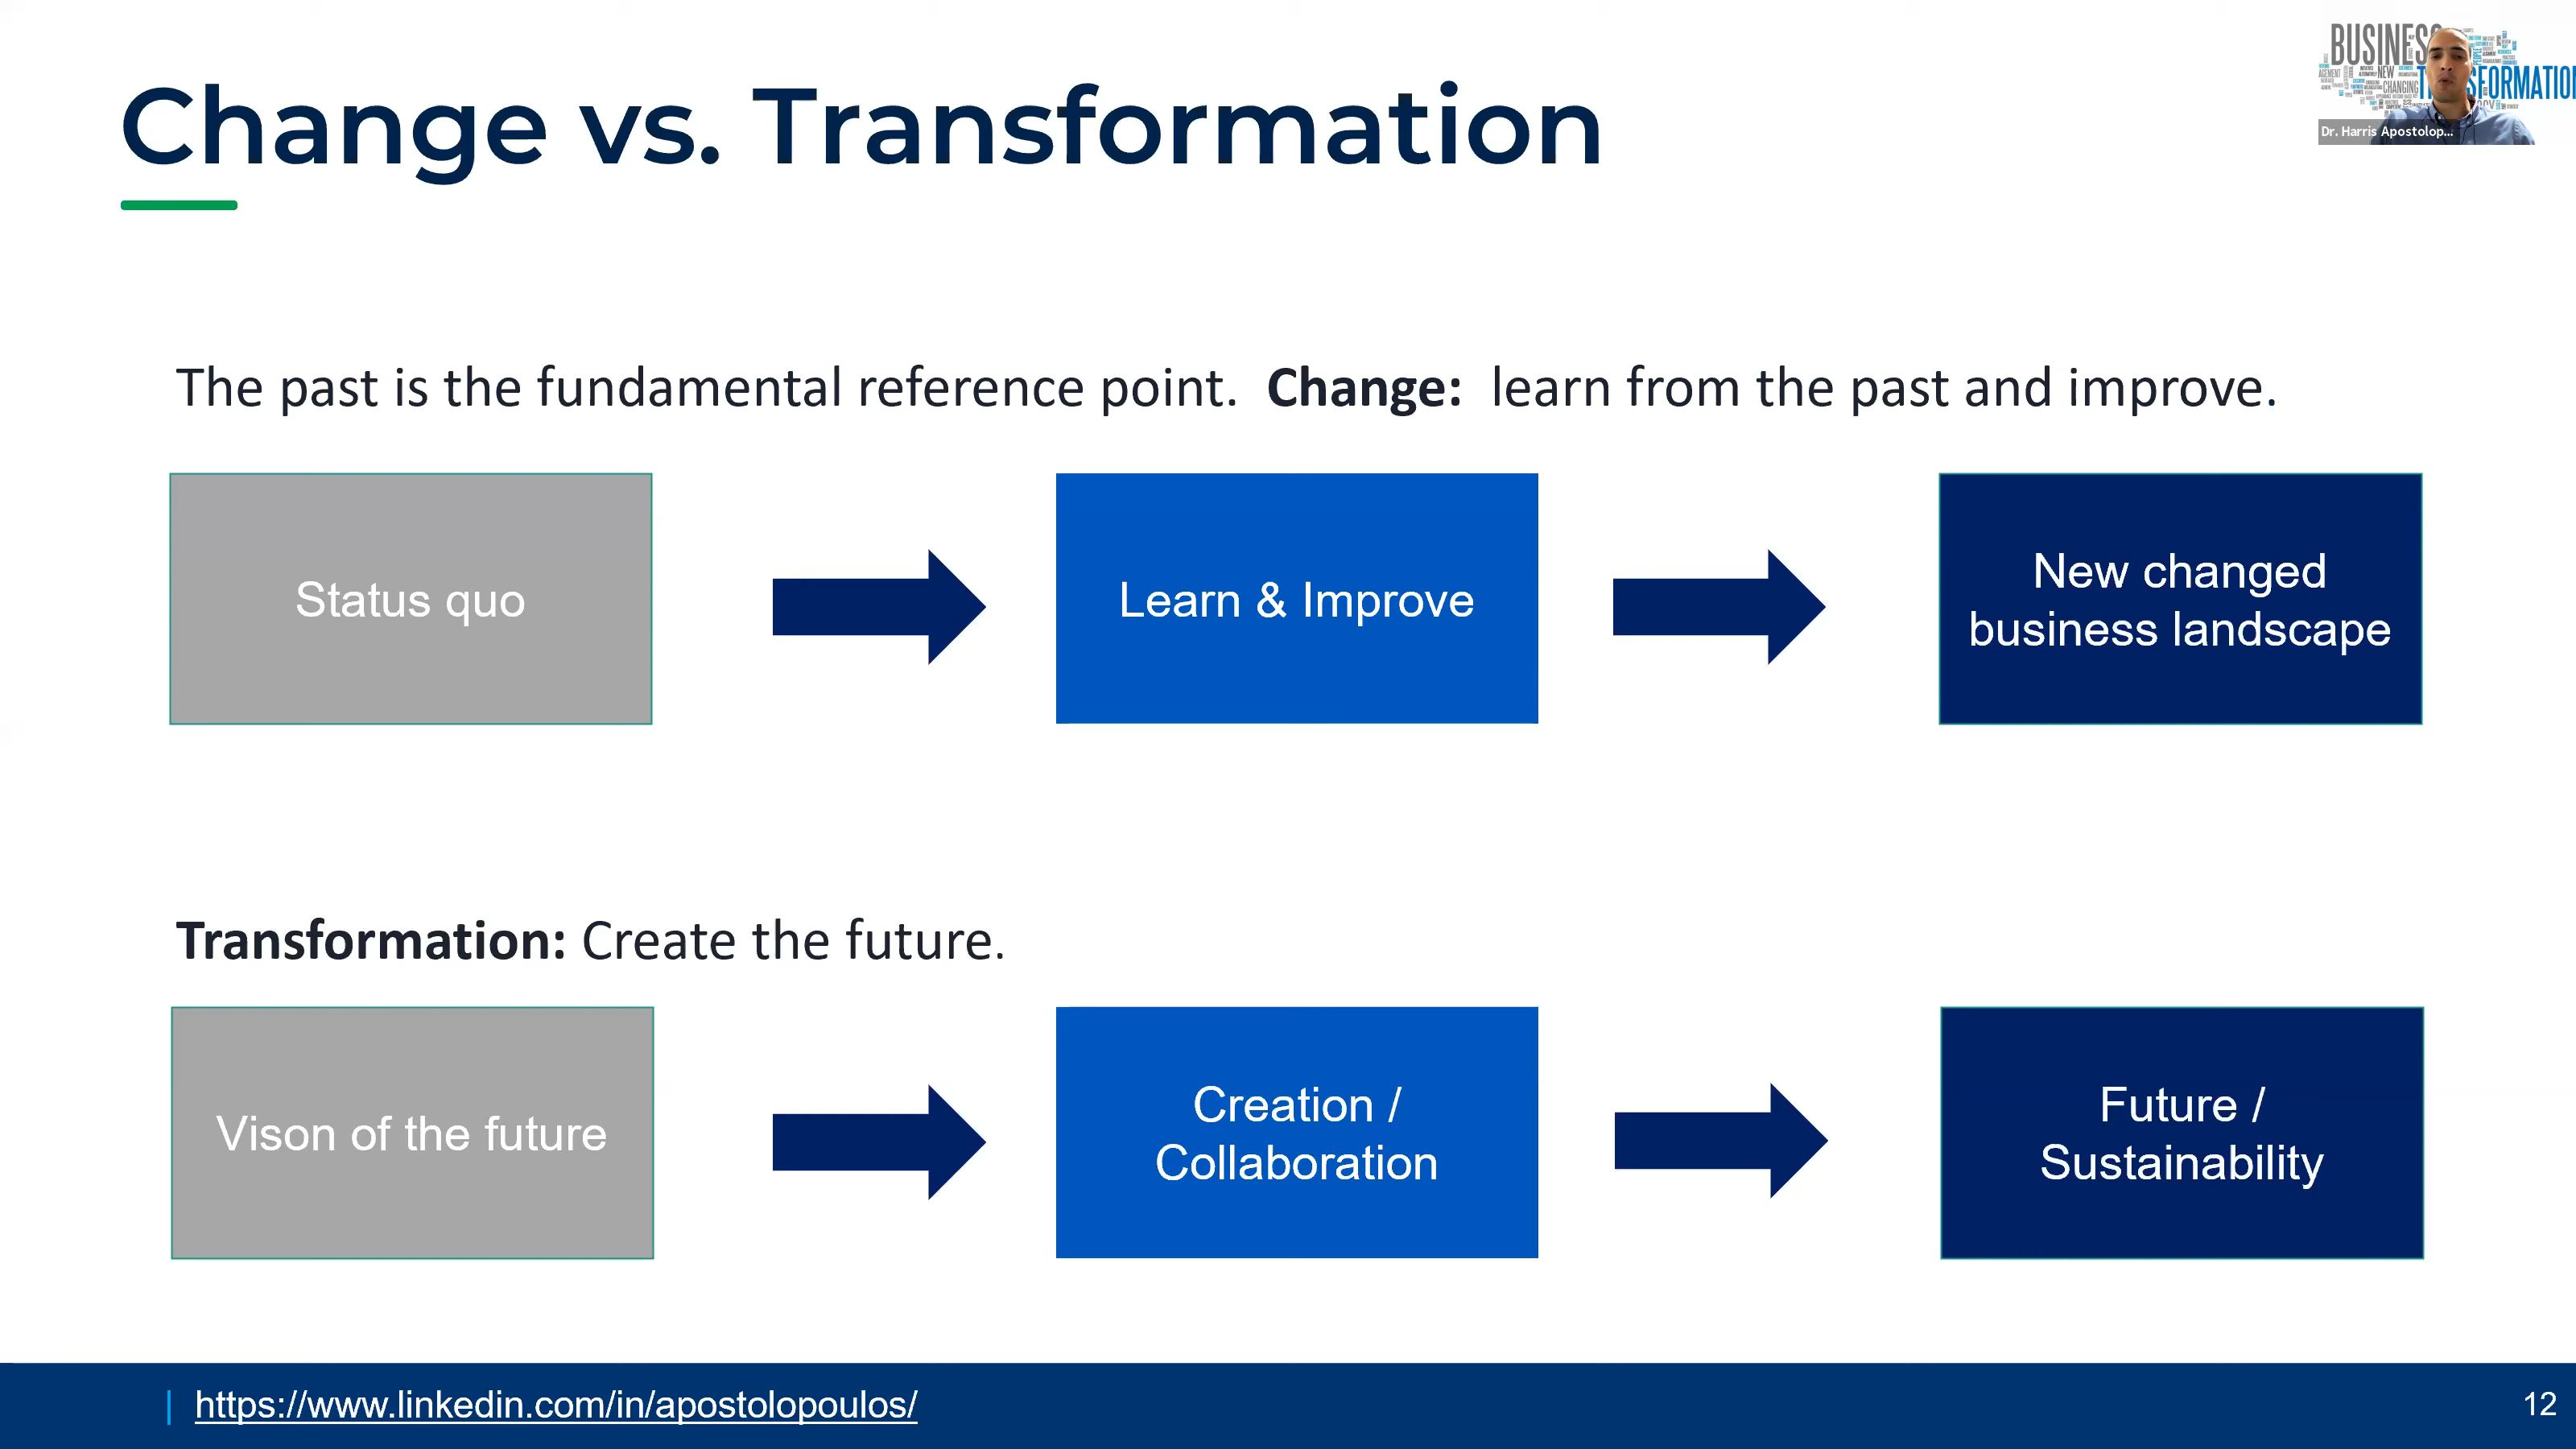 Change vs. Transformation
BUSINESS
NEW
CHANGING
Dr. Harris Apostolop...
The past is the fundamental reference point. Change: learn from the past and improve.
Status quo
Learn & Improve
New changed
business landscape
Transformation: Create the future.
Vison of the future
Creation /
Collaboration
Future /
Sustainability
| https://www.linkedin.com/in/apostolopoulos/
12